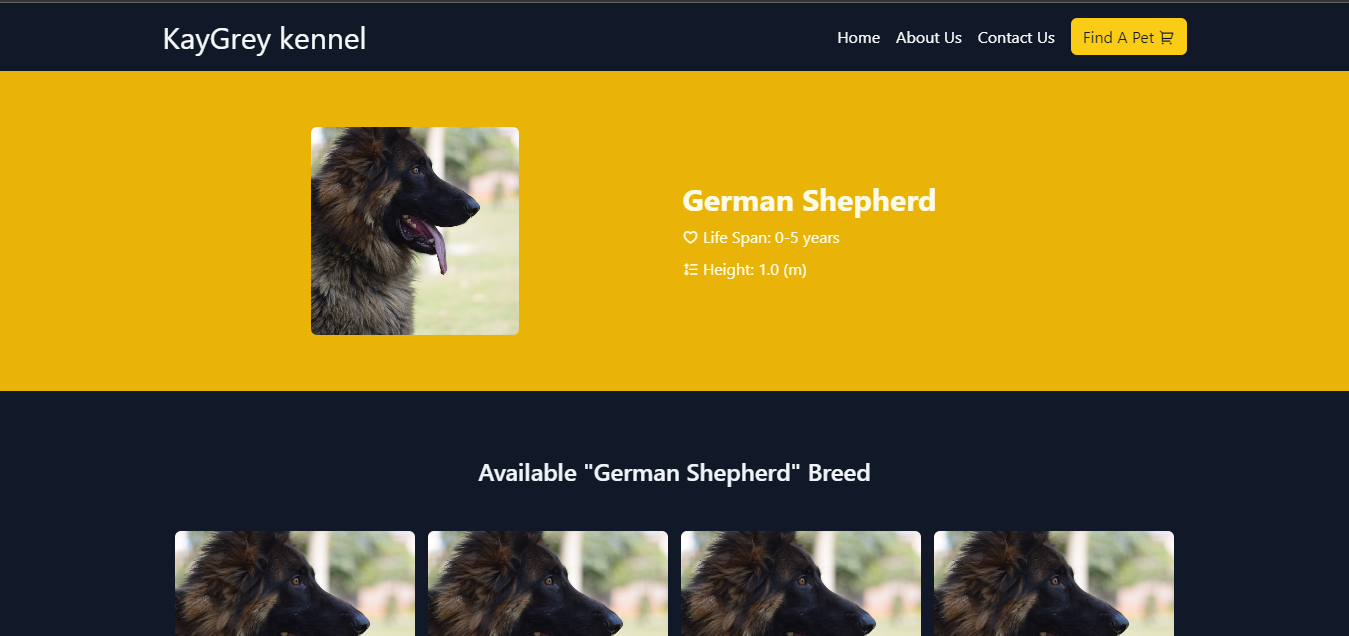 KayGrey kennel
Home About Us Contact Us Find A Pet
German Shepherd
Life Span: 0-5 years
Height: 1.0 (m)
Available "German Shepherd" Breed